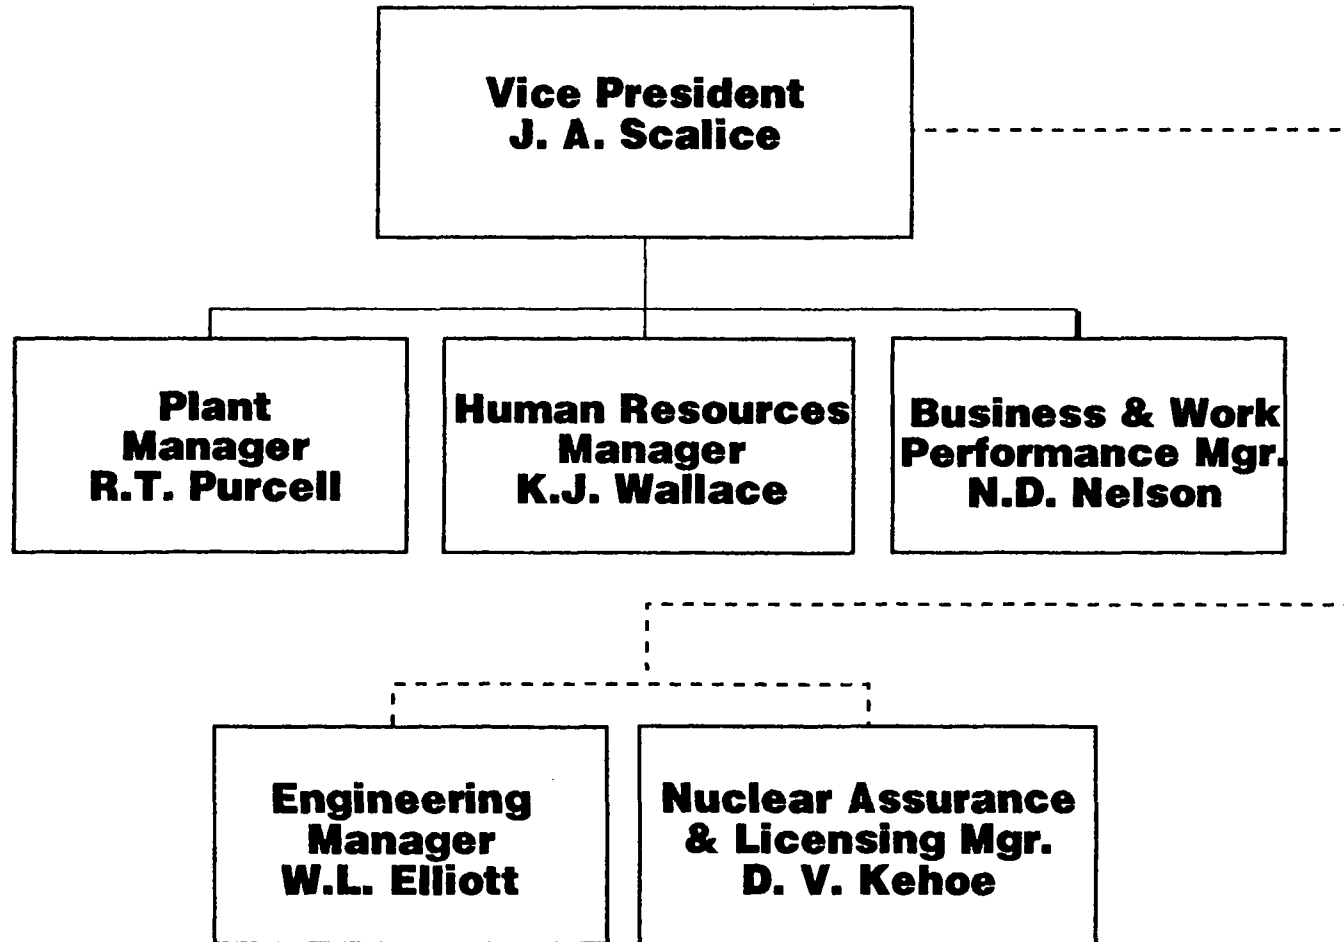 Vice President
J. A. Scalice
Plant
Manager
R.T. Purcell
Human Resources
Manager
K.J. Wallace
Business & Work
Performance Mgr.
N.D. Nelson
Engineering
Manager
W.L. Elliott
Nuclear Assurance
& Licensing Mgr.
D. V. Kehoe